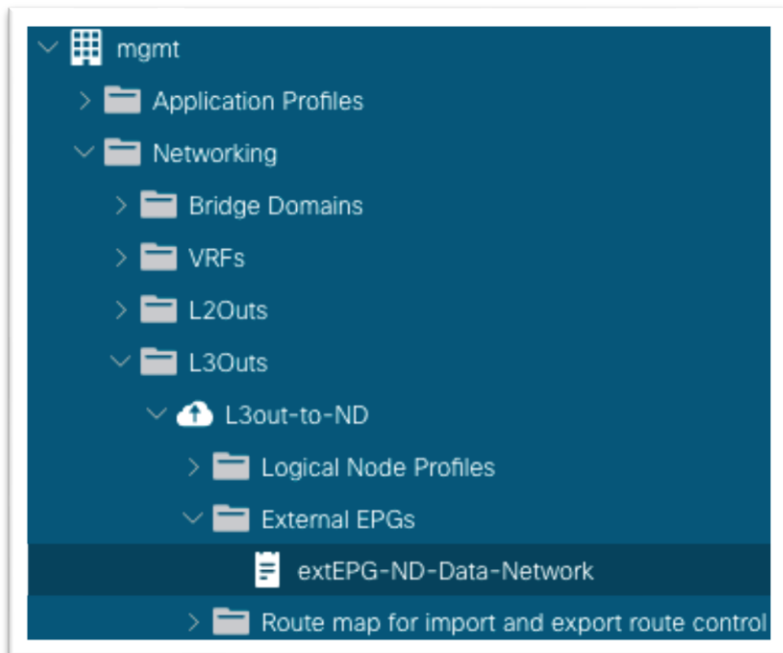 mgmt
Application Profiles
Networking
Bridge Domains
VRFs
L2Outs
L3Outs
L3out-to-ND
Logical Node Profiles
External EPGs
extEPG-ND-Data-Network
Route map for import and export route control